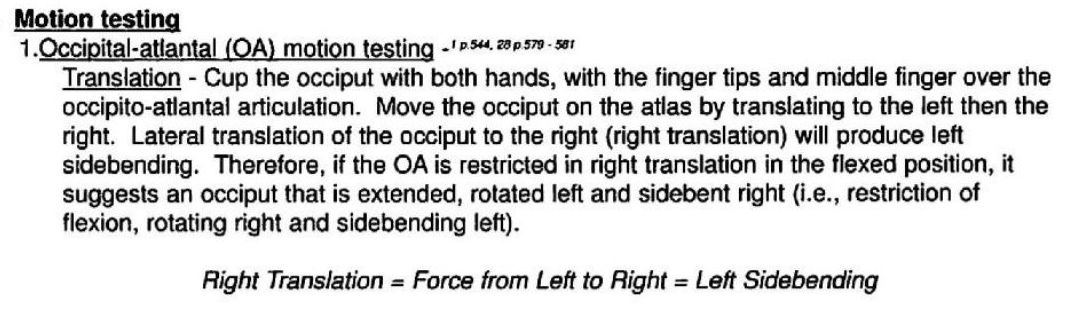 Motion testing
1.Occipital-atlantal (OA) motion testing -1 p.544, 28 p.579 - 581
Translation - Cup the occiput with both hands, with the finger tips and middle finger over the
occipito-atlantal articulation. Move the occiput on the atlas by translating to the left then the
right. Lateral translation of the occiput to the right (right translation) will produce left
sidebending. Therefore, if the OA is restricted in right translation in the flexed position, it
suggests an occiput that is extended, rotated left and sidebent right (i.e., restriction of
flexion, rotating right and sidebending left).
Right Translation = Force from Left to Right = Left Sidebending